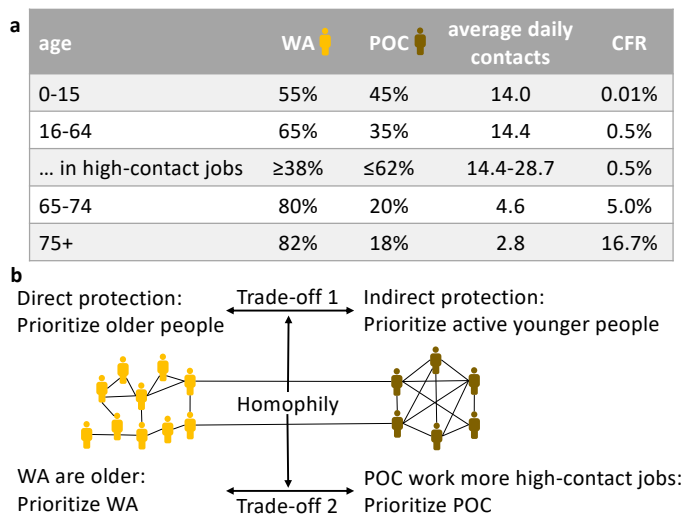 a
age WA POC average daily contacts CFR
0-15 55% 45% 14.0 0.01%
16-64 65% 35% 14.4 0.5%
... in high-contact jobs ≥38% ≤62% 14.4-28.7 0.5%
65-74 80% 20% 4.6 5.0%
75+ 82% 18% 2.8 16.7%
b
Direct protection:
Prioritize older people
Trade-off 1
Indirect protection:
Prioritize active younger people
Homophily
WA are older:
Prioritize WA
Trade-off 2
POC work more high-contact jobs:
Prioritize POC